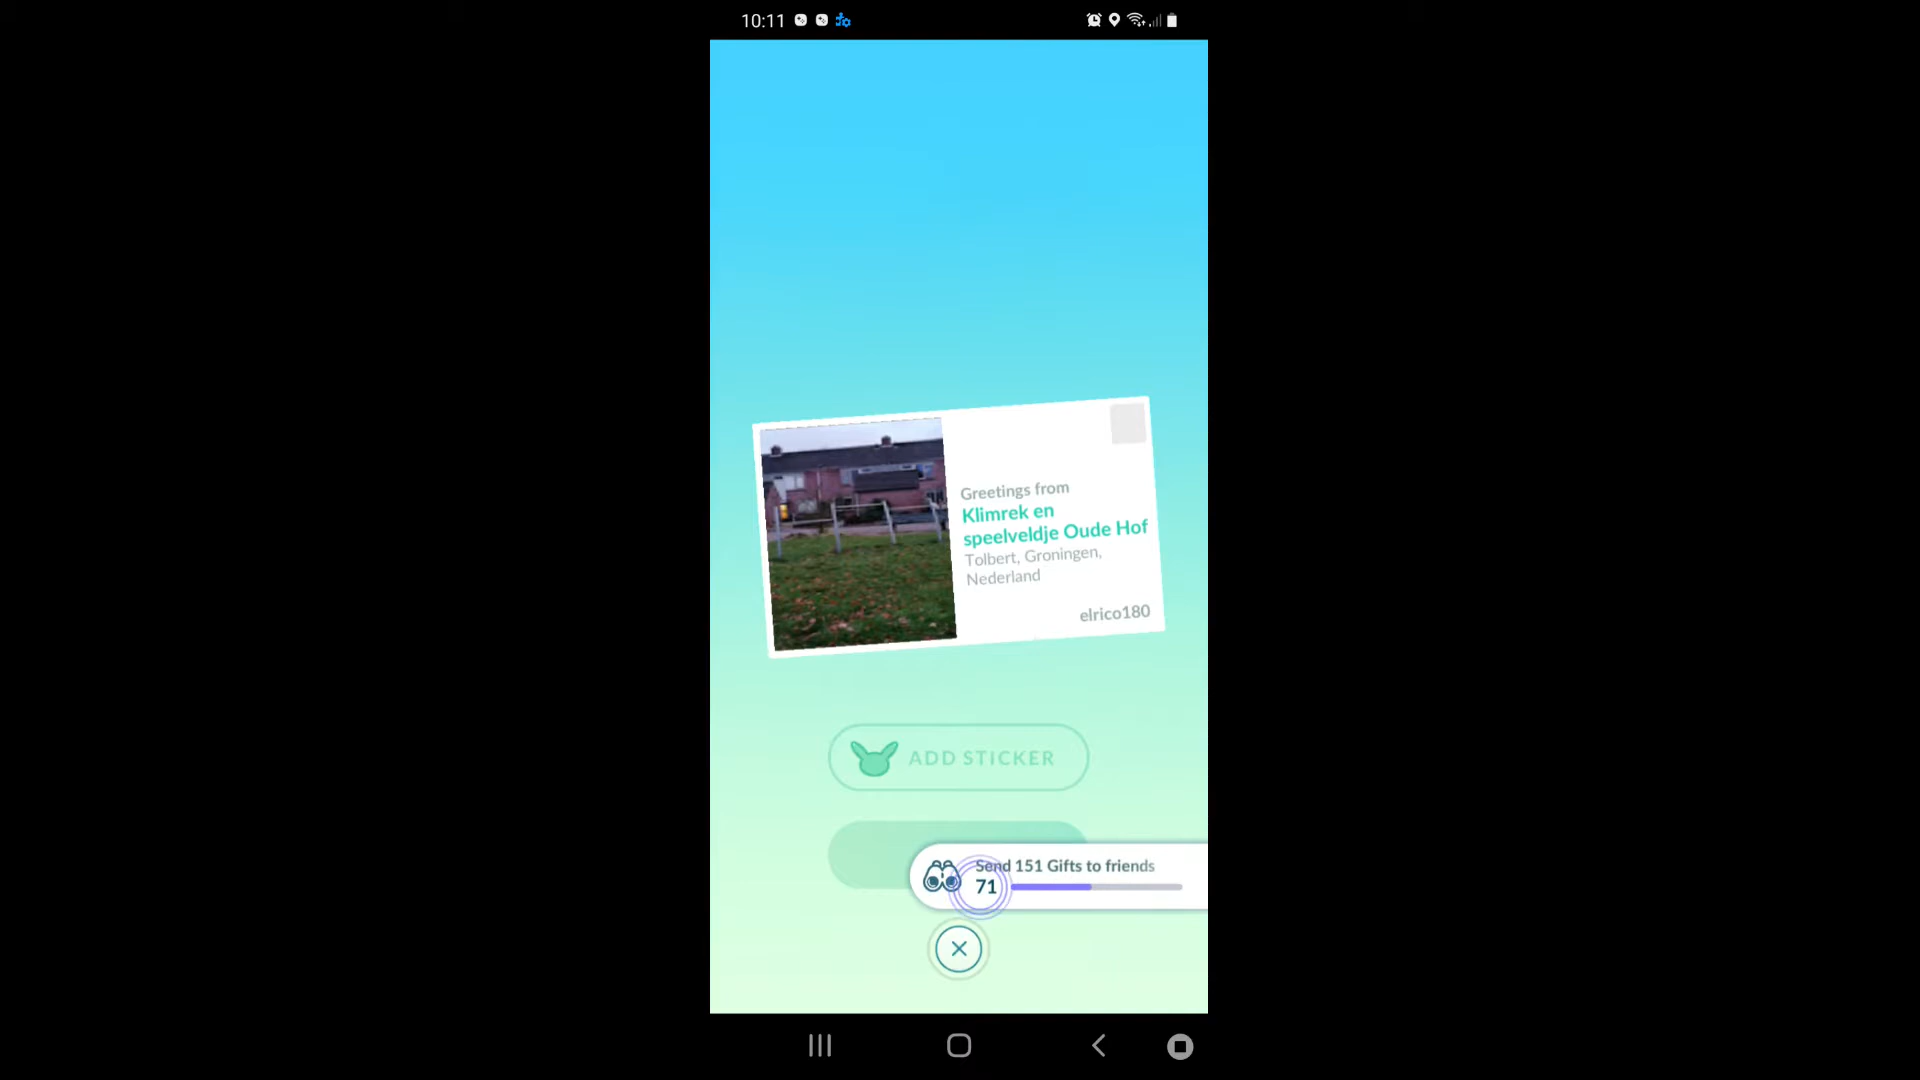 10:11
Greetings from
Klimrek en
speelveldje Oude Hof
Tolbert, Groningen,
Nederland
elrico180
ADD STICKER
Send 151 Gifts to friends
71